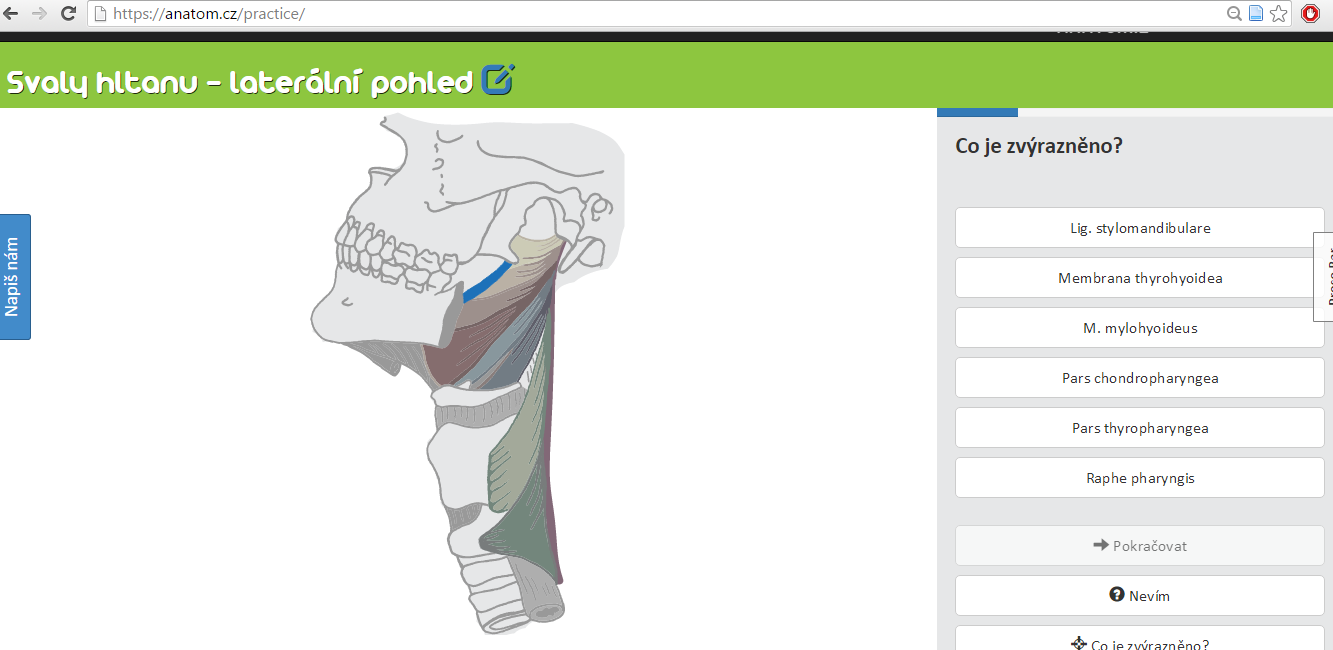 https://anatom.cz/practice/
Svaly hltanu – laterální pohled
Napiš nám
Co je zvýrazněno?
Lig. stylomandibulare
Membrana thyrohyoidea
M. mylohyoideus
Pars chondropharyngea
Pars thyropharyngea
Raphe pharyngis
Pokračovat
Nevím
Co je zvýrazněno?